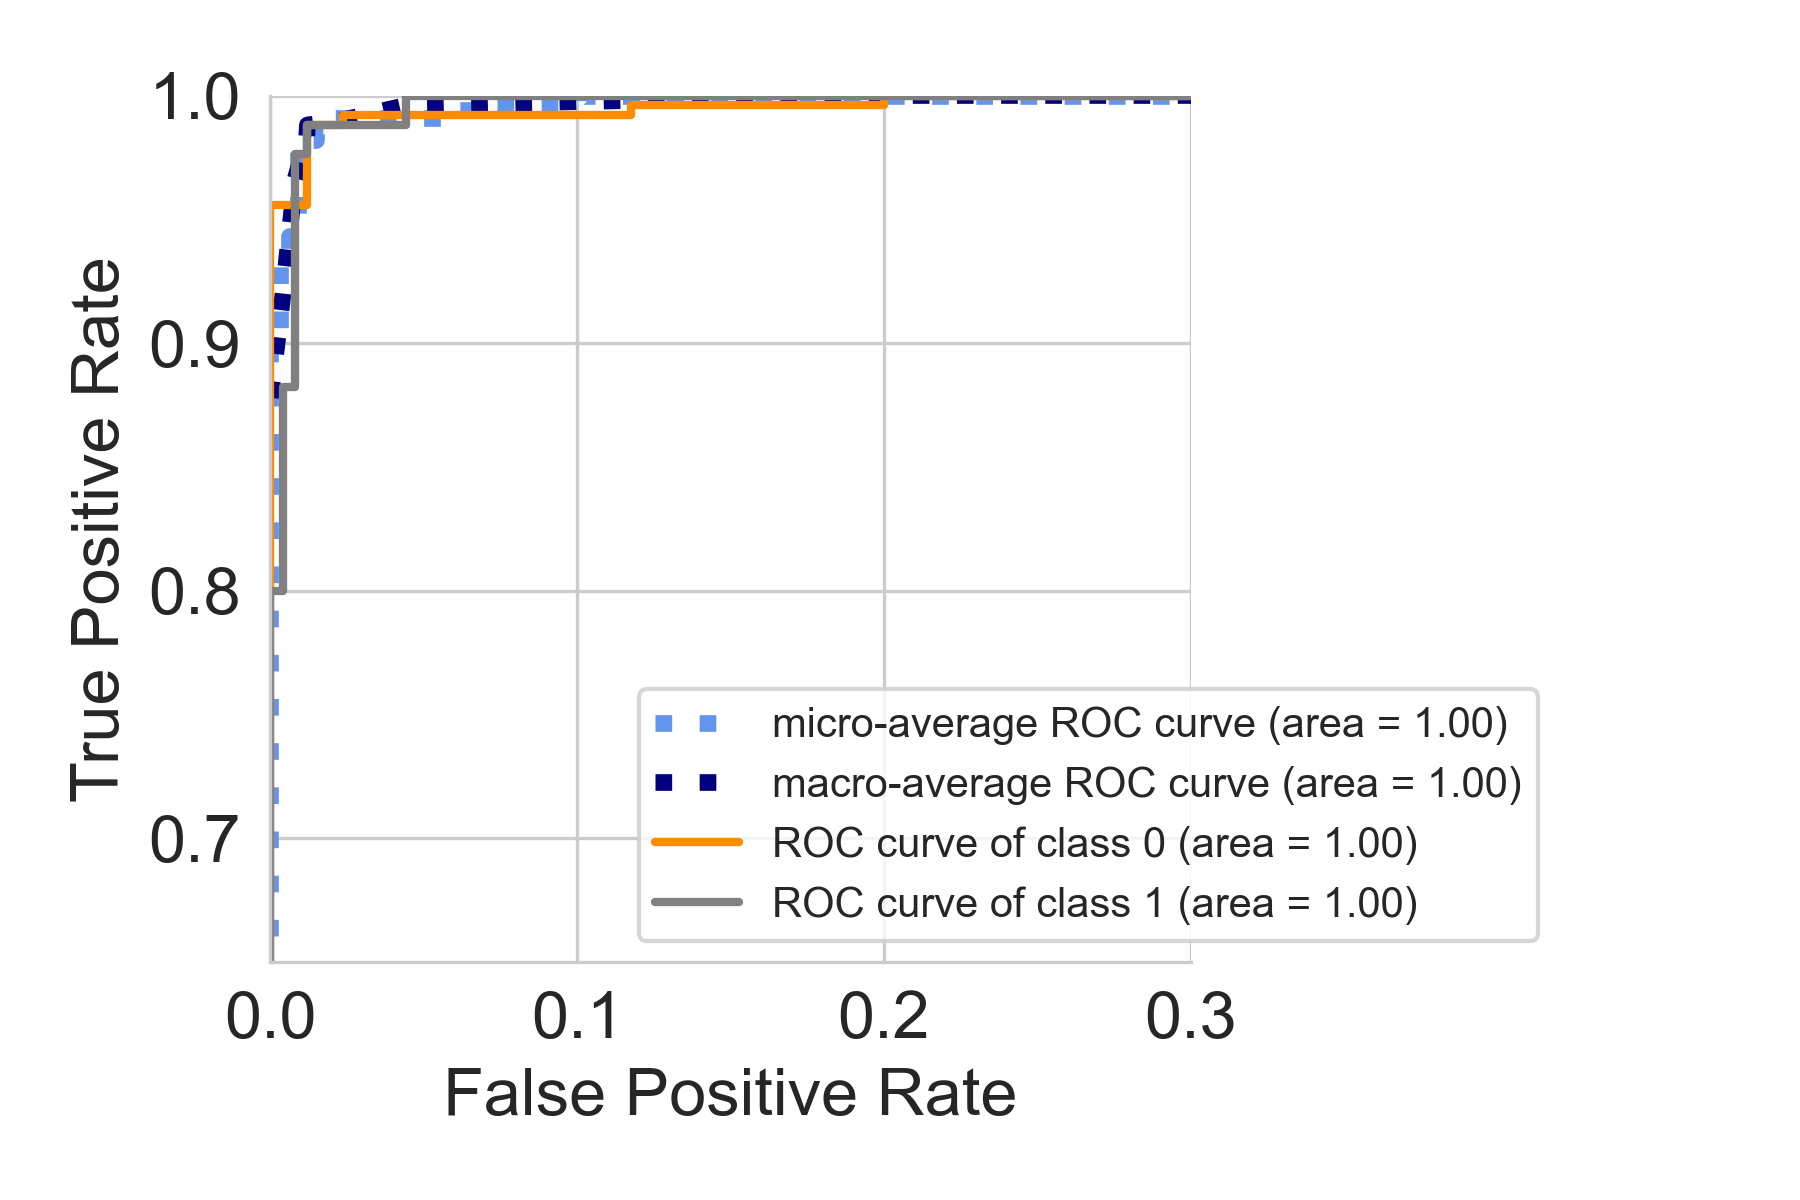 1.0
0.9
0.8
0.7
True Positive Rate
micro-average ROC curve (area = 1.00)
macro-average ROC curve (area = 1.00)
ROC curve of class 0 (area = 1.00)
ROC curve of class 1 (area = 1.00)
0.0 0.1 0.2 0.3
False Positive Rate